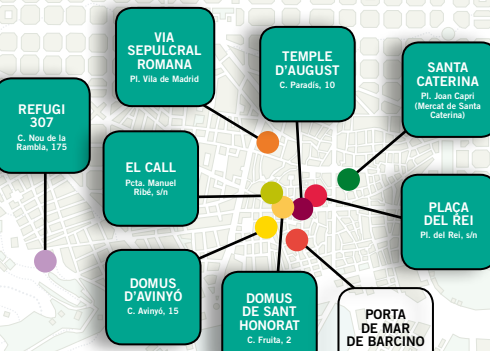 VIA
SEPULCRAL
ROMANA
Pl. Vila de Madrid
TEMPLE
D'AUGUST
C. Paradís, 10
SANTA
CATERINA
Pl. Joan Capri
(Mercat de Santa
Caterina)
REFUGI
307
C. Nou de la
Rambla, 175
EL CALL
Pcta. Manuel
Ribé, s/n
PLAÇA
DEL REI
Pl. del Rei, s/n
DOMUS
D'AVINYÓ
C. Avinyó, 15
DOMUS
DE SANT
HONORAT
C. Fruita, 2
PORTA
DE MAR
DE BARCINO